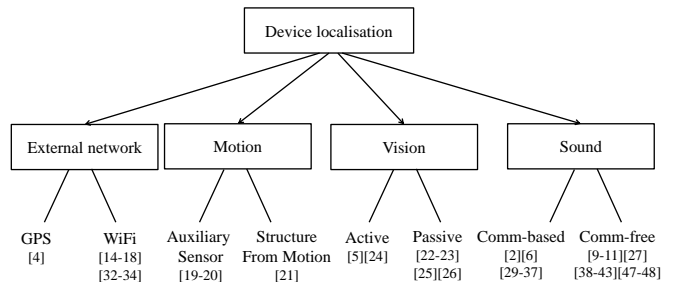 Device localisation
External network
Motion
Vision
Sound
GPS
[4]
WiFi
[14-18]
[32-34]
Auxiliary
Sensor
[19-20]
Structure
From Motion
[21]
Active
[5][24]
Passive
[22-23]
[25][26]
Comm-based
[2][6]
[29-37]
Comm-free
[9-11][27]
[38-43][47-48]